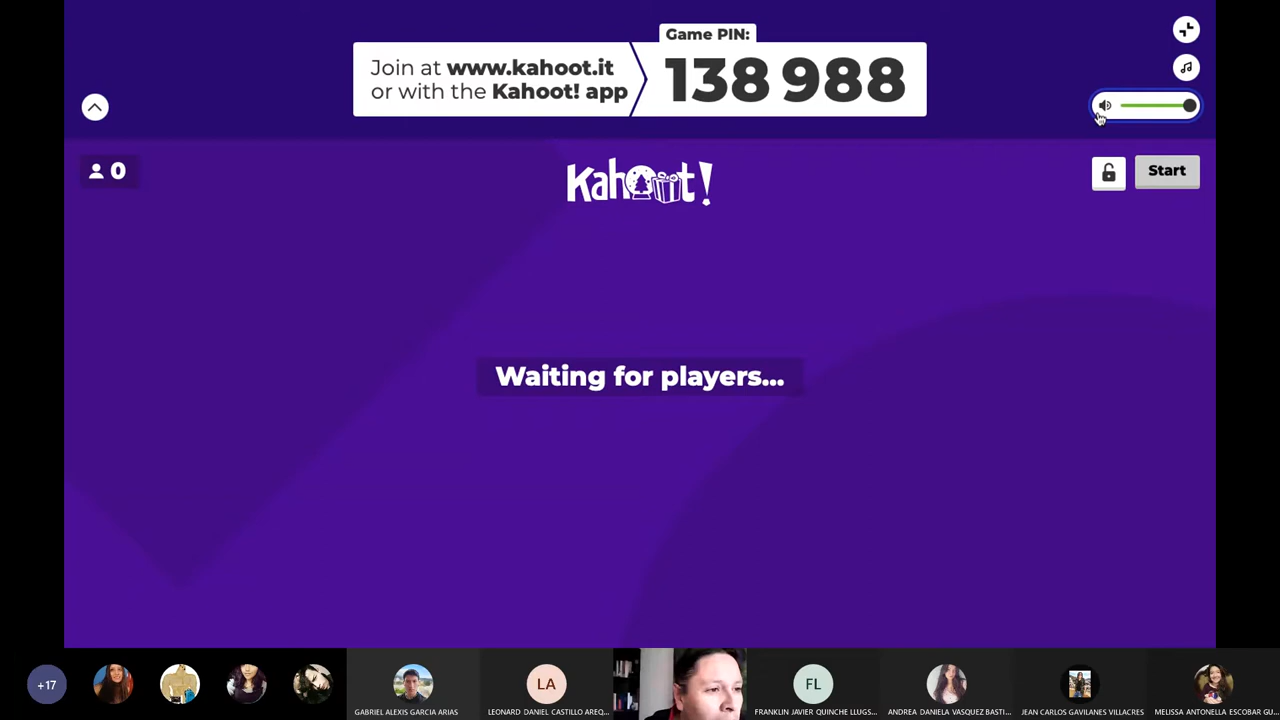 Game PIN:
Join at www.kahoot.it
or with the Kahoot! app
138 988
0
Kahoot!
Start
Waiting for players...
+17
GABRIEL ALEXIS GARCIA ARIAS
LA
LEONARD DANIEL CASTILLO AREQ...
FL
FRANKLIN JAVIER QUINCHE LLUGS...
ANDREA DANIELA VASQUEZ BASTI...
JEAN CARLOS GAVILANES VILLACRES
MELISSA ANTONELLA ESCOBAR GU...